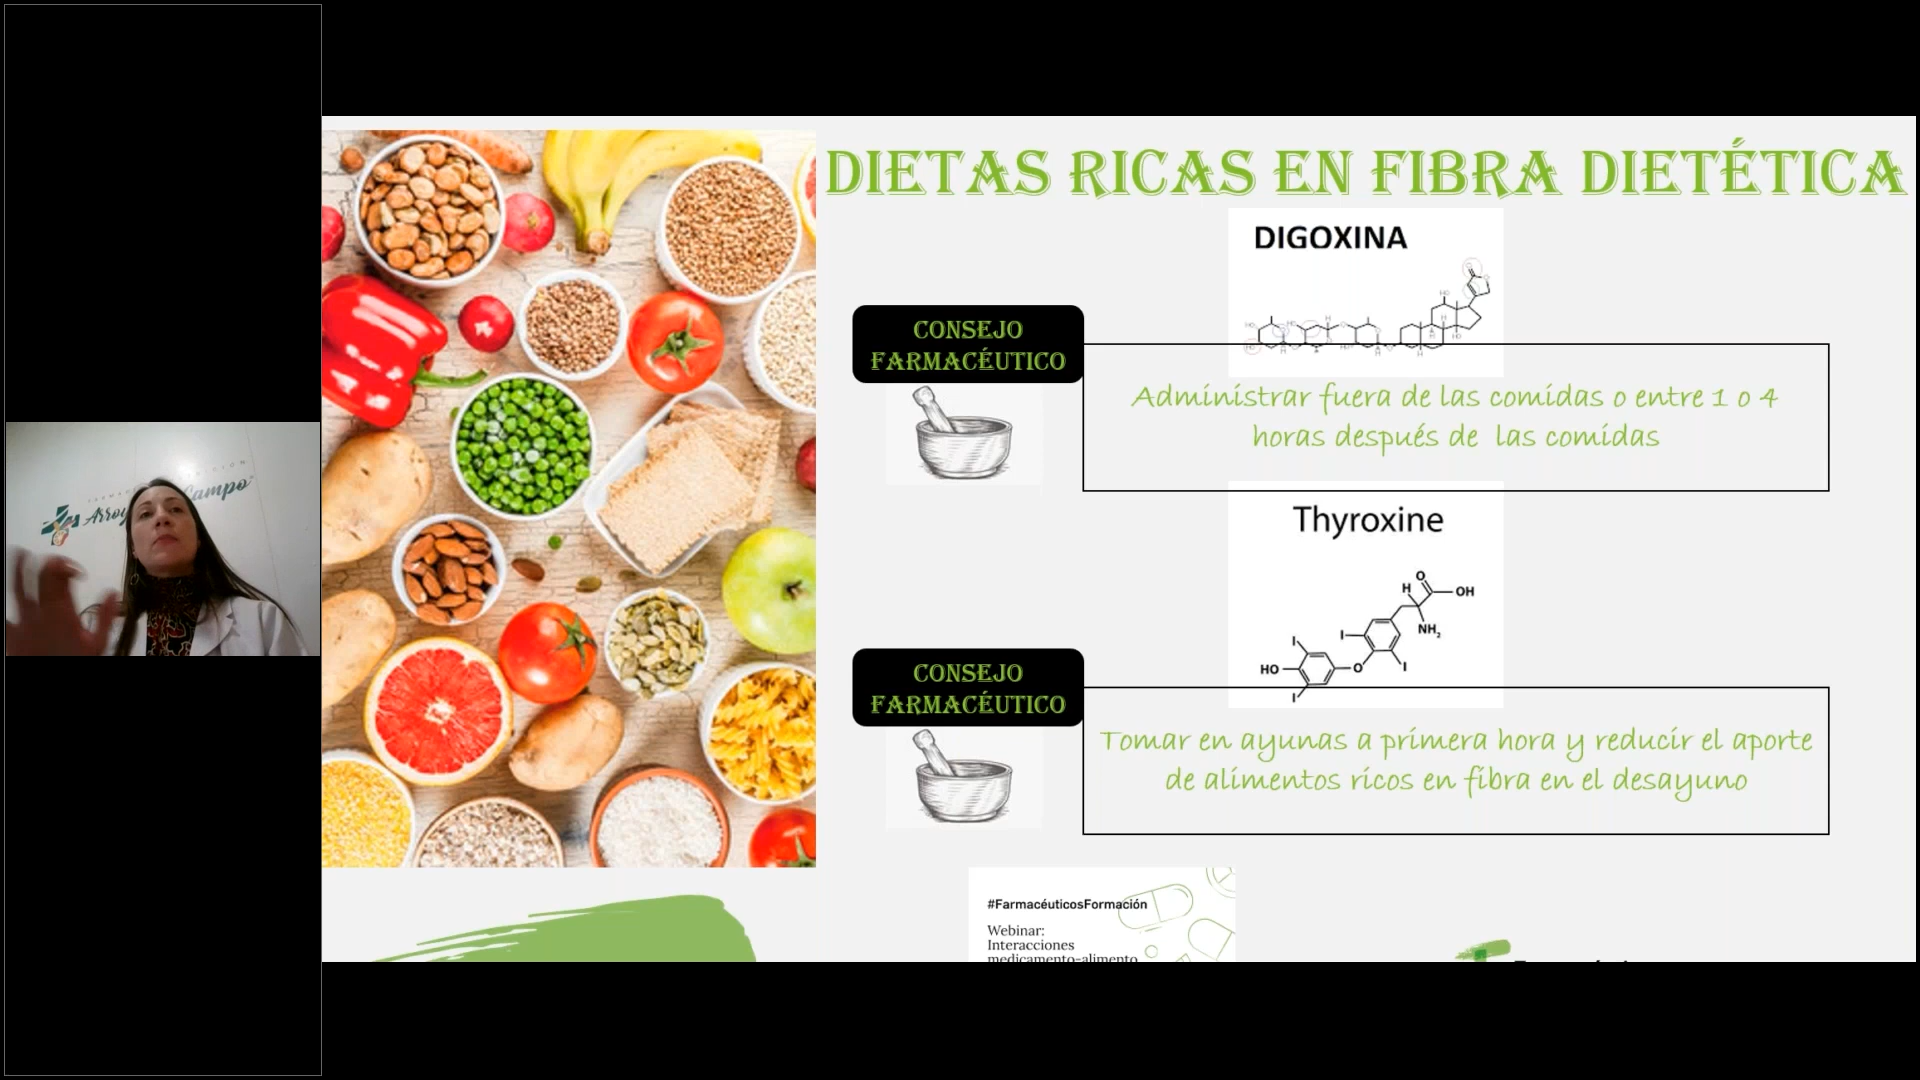 DIETAS RICAS EN FIBRA DIETÉTICA
DIGOXINA
CONSEJO
FARMACÉUTICO
Administrar fuera de las comidas o entre 1 o 4
horas después de las comidas
Thyroxine
O
H
OH
NH2
I
I
I
HO
O
I
CONSEJO
FARMACÉUTICO
Tomar en ayunas a primera hora y reducir el aporte
de alimentos ricos en fibra en el desayuno
#FarmacéuticosFormación
Webinar:
Interacciones
medicamento-alimento
Campo